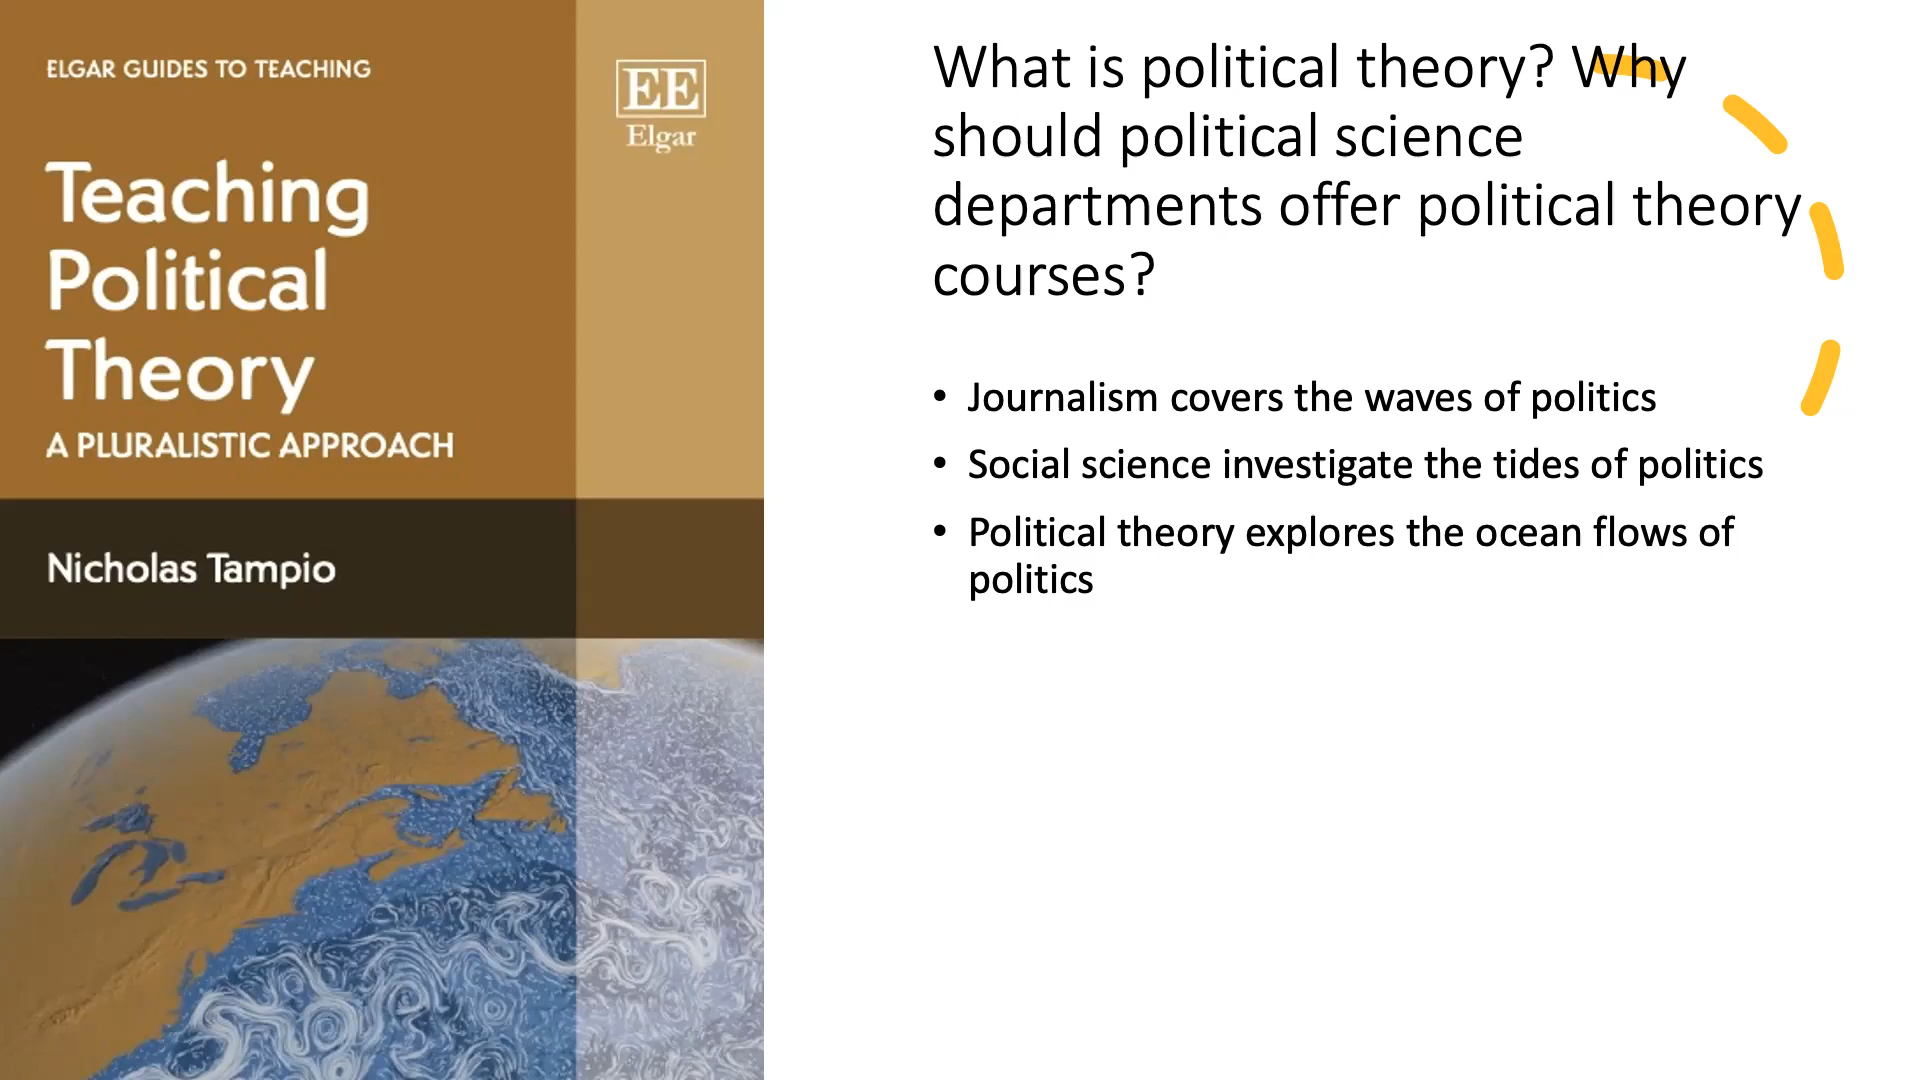 ELGAR GUIDES TO TEACHING
EE
Elgar
Teaching
Political
Theory
A PLURALISTIC APPROACH
Nicholas Tampio
What is political theory? Why
should political science
departments offer political theory
courses?
• Journalism covers the waves of politics
• Social science investigate the tides of politics
• Political theory explores the ocean flows of
politics